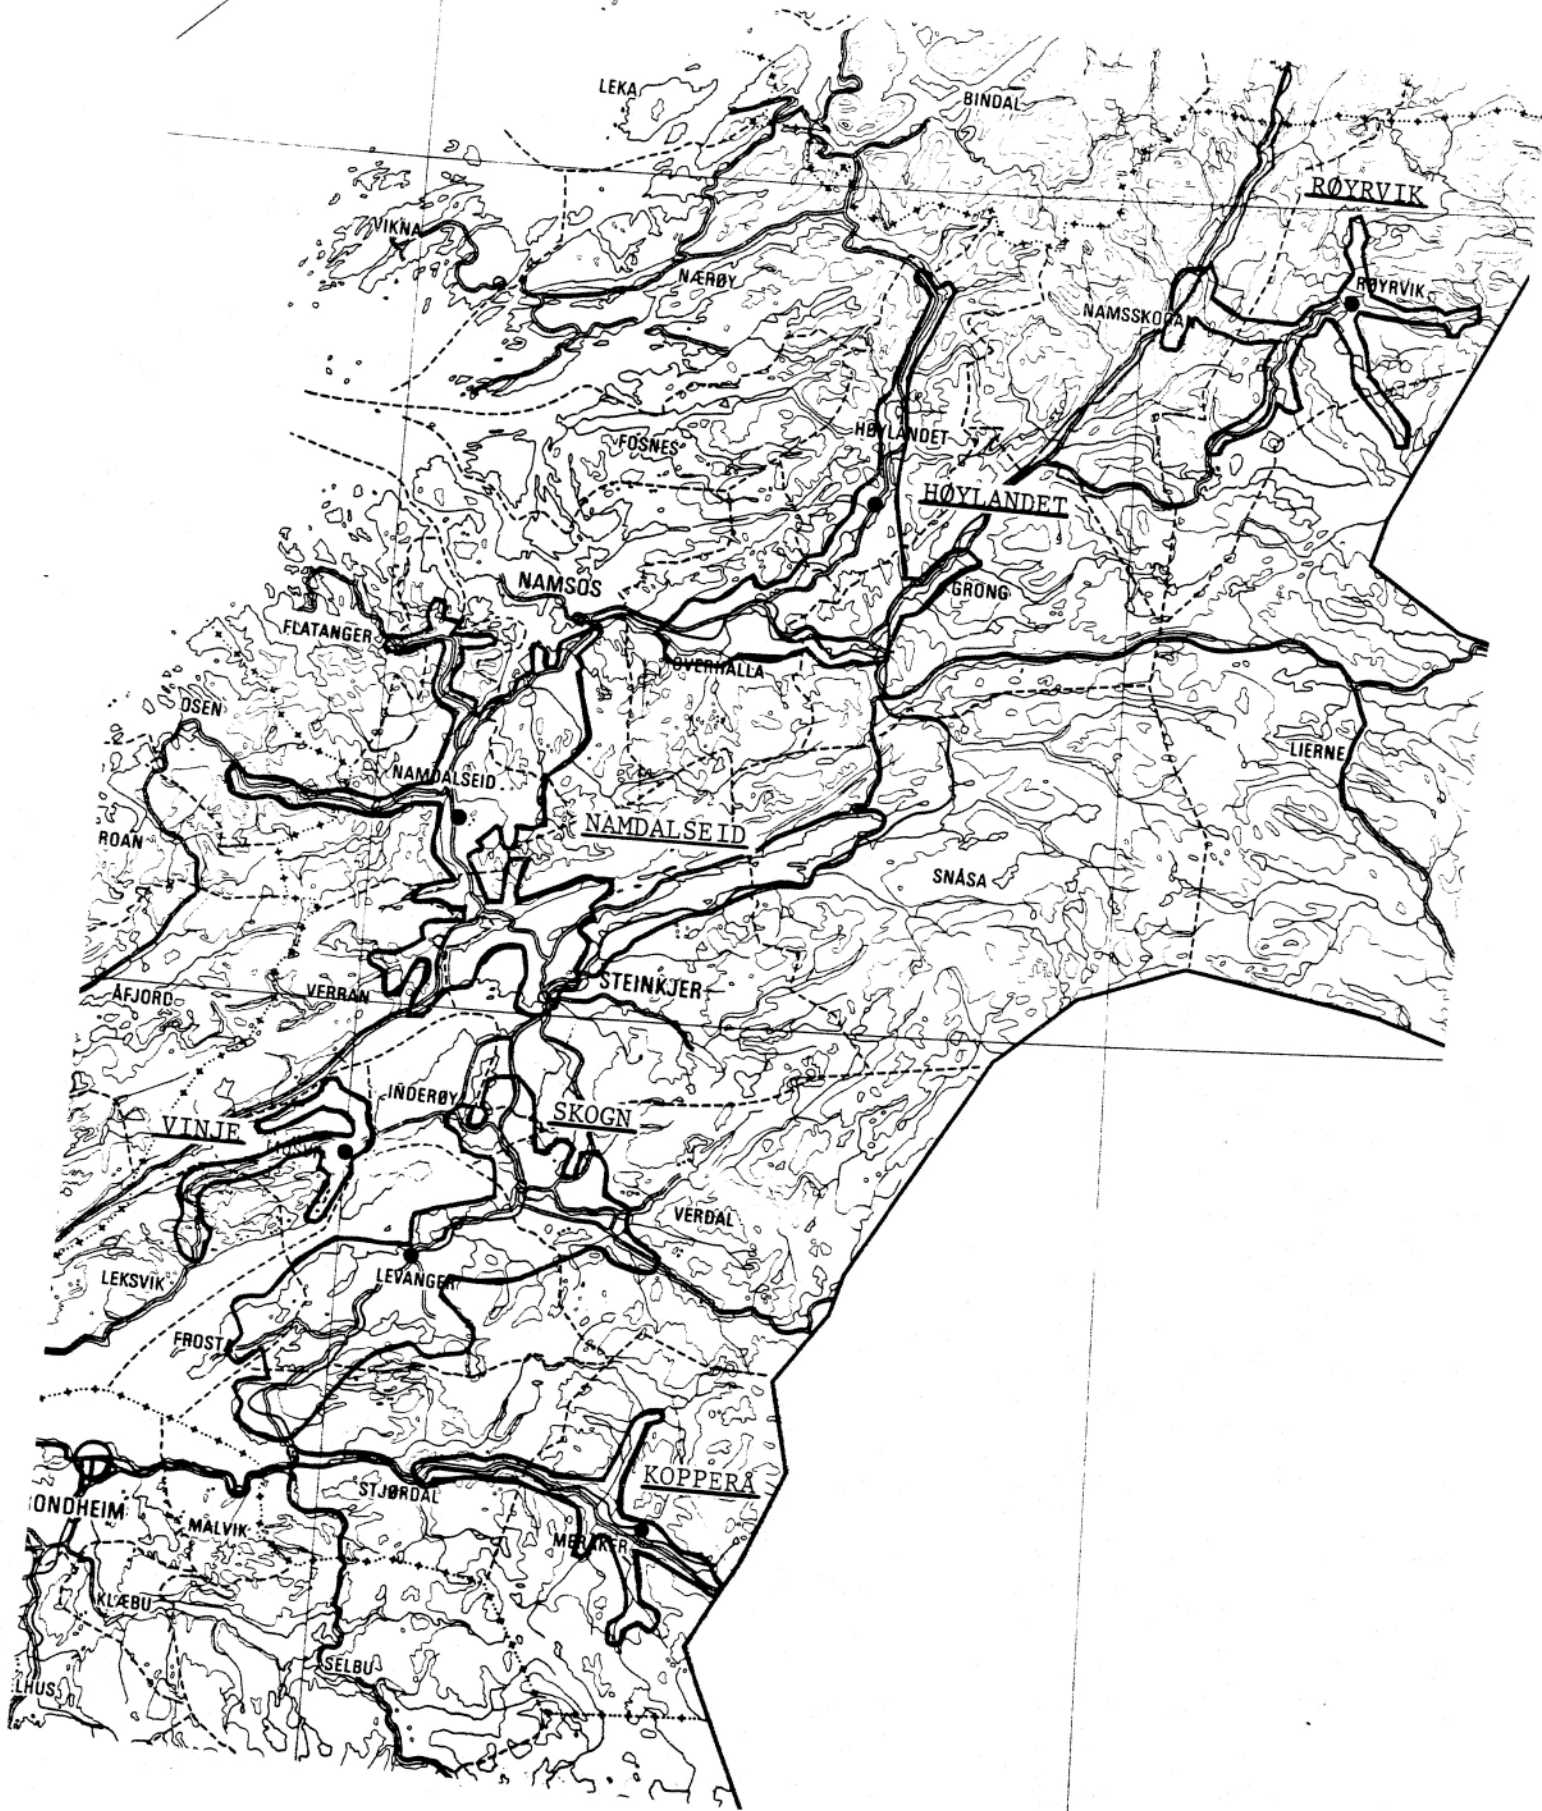 LEKA
BINDAL
RØYRVIK
VIKNA
NÆRØY
RØYRVIK
NAMSSKOGA
HØYLANDET
FOSNES
HØYLANDET
NAMSOS
GRONG
FLATANGER
OVERHALLA
OSEN
LIERNE
NAMDALSEID
NAMDALSEID
ROAN
SNÅSA
STEINKJER
VERRAN
ÅFJORD
INDERØY
SKOGN
VINJE
VERDAL
LEKSVIK
LEVANGER
FROSTA
KOPPERÅ
STJØRDAL
ONDHEIM
MALVIK
MERÅKER
KLÆBU
SELBU
LHUS